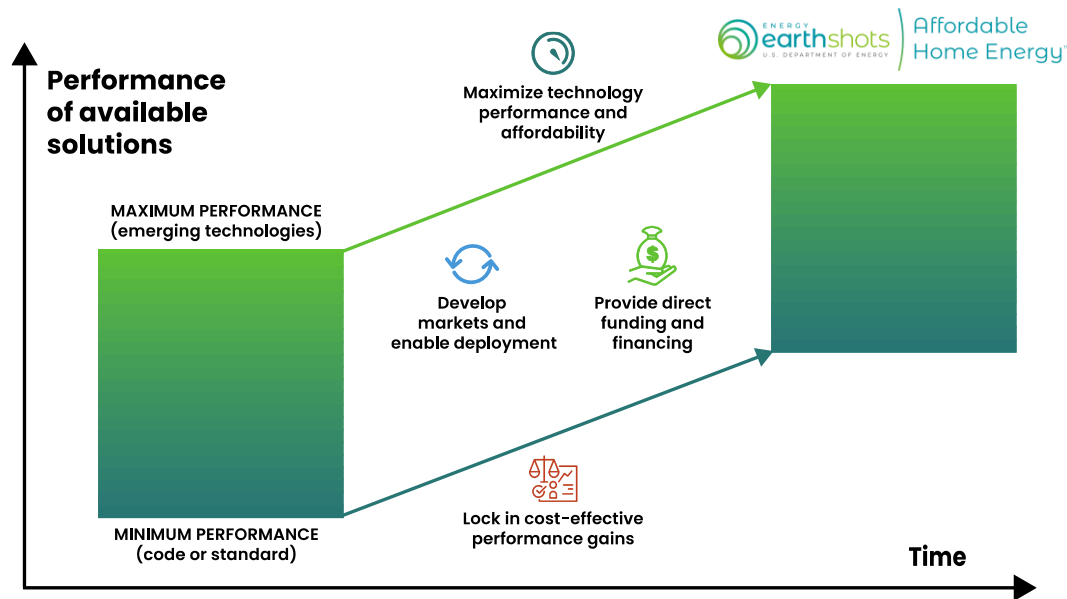 ENERGY
earthshots
U.S. DEPARTMENT OF ENERGY
Affordable
Home Energy
Performance
of available
solutions
Maximize technology
performance and
affordability
MAXIMUM PERFORMANCE
(emerging technologies)
$
Develop
markets and
enable deployment
Provide direct
funding and
financing
Lock in cost-effective
performance gains
MINIMUM PERFORMANCE
(code or standard)
Time